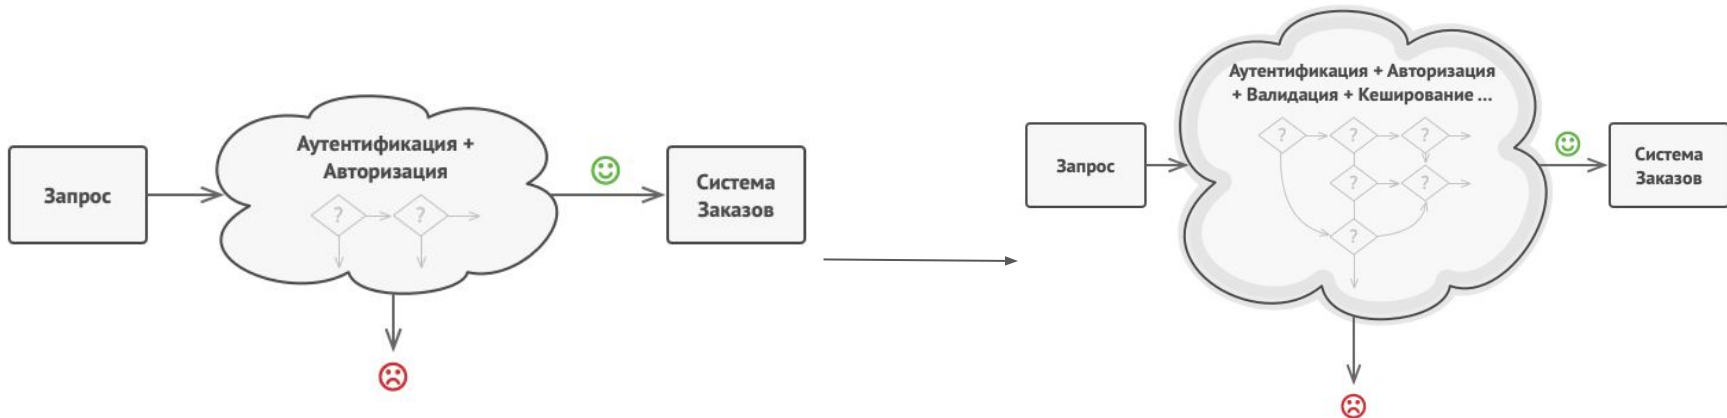 Запрос
Аутентификация +
Авторизация
?
?
Система
Заказов
Запрос
Аутентификация + Авторизация
+ Валидация + Кеширование ...
?
?
?
?
?
?
Система
Заказов